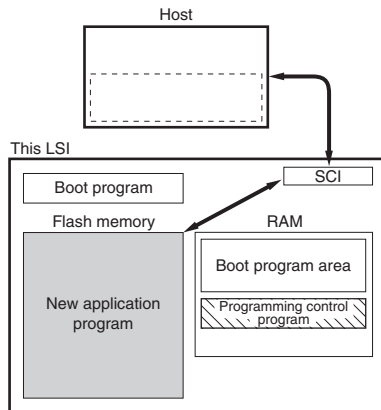 Host
This LSI
SCI
Boot program
Flash memory
RAM
Boot program area
New application
program
Programming control
program